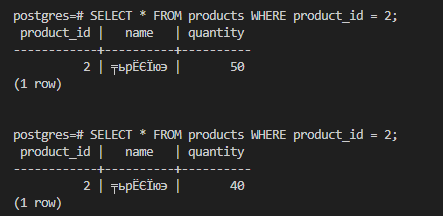 postgres=# SELECT * FROM products WHERE product_id = 2;
product_id | name | quantity
------------+----------+----------
2 | ╤ьрЁЄЇюэ | 50
(1 row)
postgres=# SELECT * FROM products WHERE product_id = 2;
product_id | name | quantity
------------+----------+----------
2 | ╤ьрЁЄЇюэ | 40
(1 row)